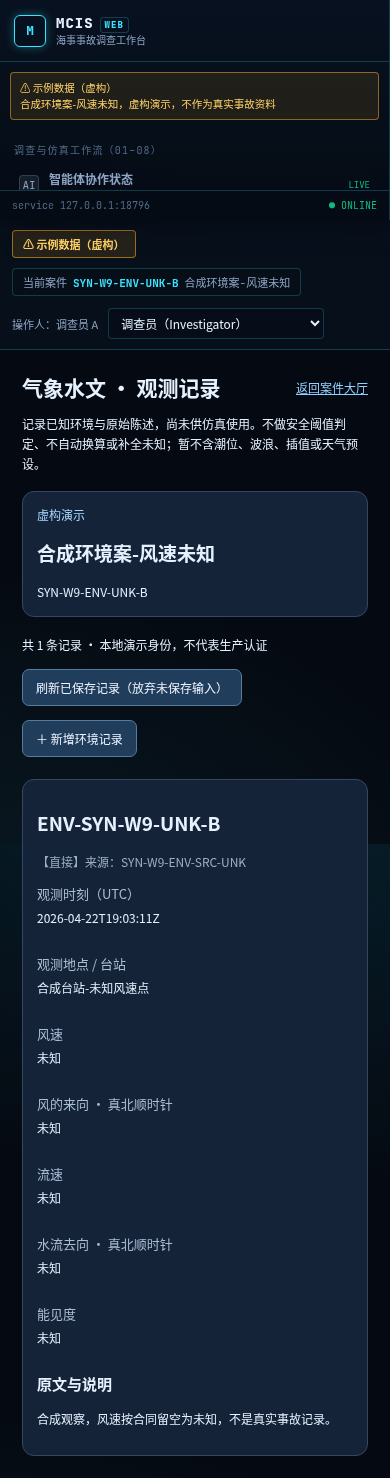 M
MCIS WEB
海事事故调查工作台
⚠ 示例数据（虚构）
合成环境案-风速未知，虚构演示，不作为真实事故资料
调查与仿真工作流（01–08）
AI 智能体协作状态 LIVE
service 127.0.0.1:18796 ONLINE
⚠ 示例数据（虚构）
当前案件 SYN-W9-ENV-UNK-B 合成环境案-风速未知
操作人：调查员 A 调查员（Investigator）
气象水文 · 观测记录 返回案件大厅
记录已知环境与原始陈述，尚未供仿真使用。不做安全阈值判
定、不自动换算或补全未知；暂不含潮位、波浪、插值或天气预
设。
虚构演示
合成环境案-风速未知
SYN-W9-ENV-UNK-B
共 1 条记录 · 本地演示身份，不代表生产认证
刷新已保存记录（放弃未保存输入）
＋ 新增环境记录
ENV-SYN-W9-UNK-B
【直接】来源：SYN-W9-ENV-SRC-UNK
观测时刻（UTC）
2026-04-22T19:03:11Z
观测地点 / 台站
合成台站-未知风速点
风速
未知
风的来向 · 真北顺时针
未知
流速
未知
水流去向 · 真北顺时针
未知
能见度
未知
原文与说明
合成观察，风速按合同留空为未知，不是真实事故记录。